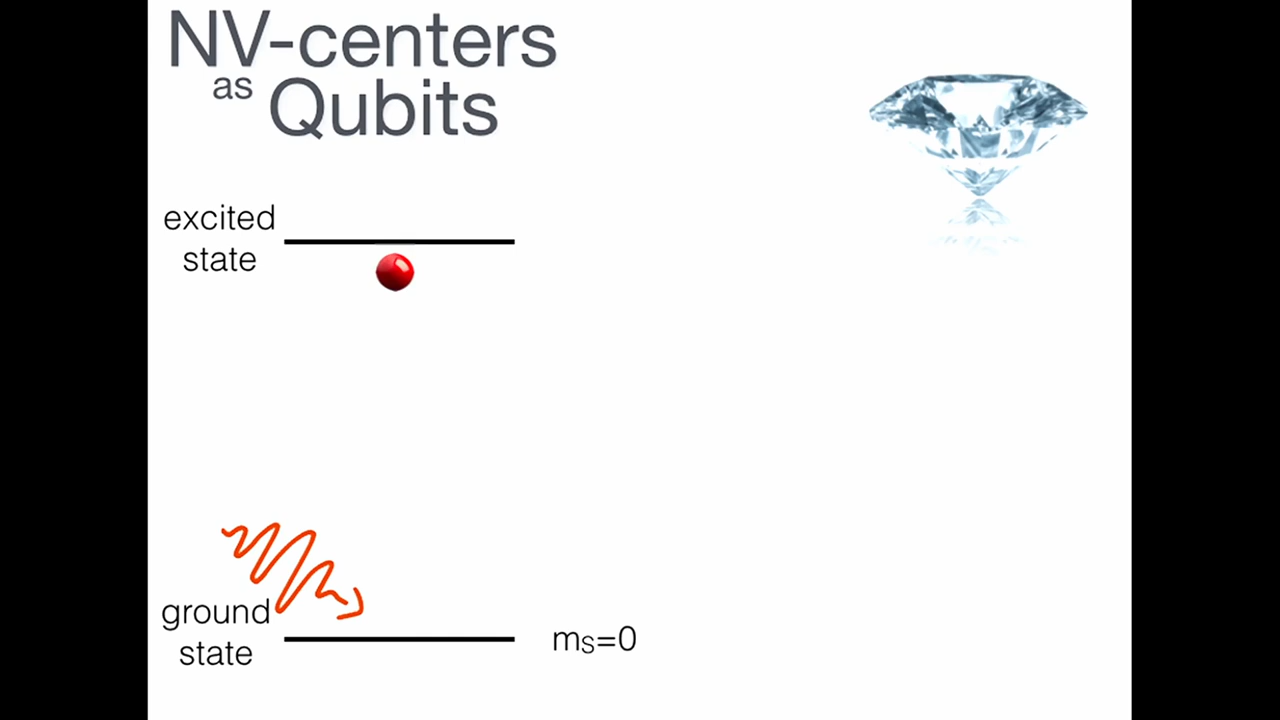 NV-centers
as Qubits
excited
state
ground
state
mS=0